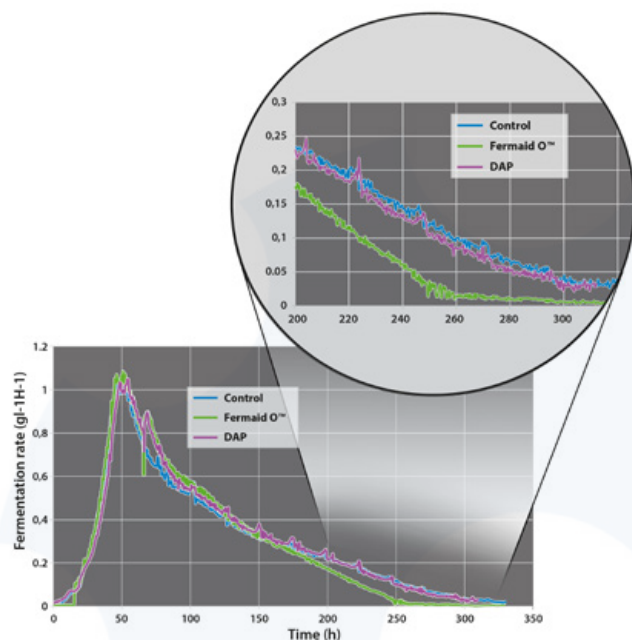 0,3
0,25
0,2
0,15
0,1
0.05
0
Control
Fermaid O™
DAP
200 220 240 260 280 300
1.2
1
0,8
0,6
0,4
0,2
0
Fermentation rate (gl-1H-1)
Control
Fermaid O™
DAP
0 50 100 150 200 250 300 350
Time (h)